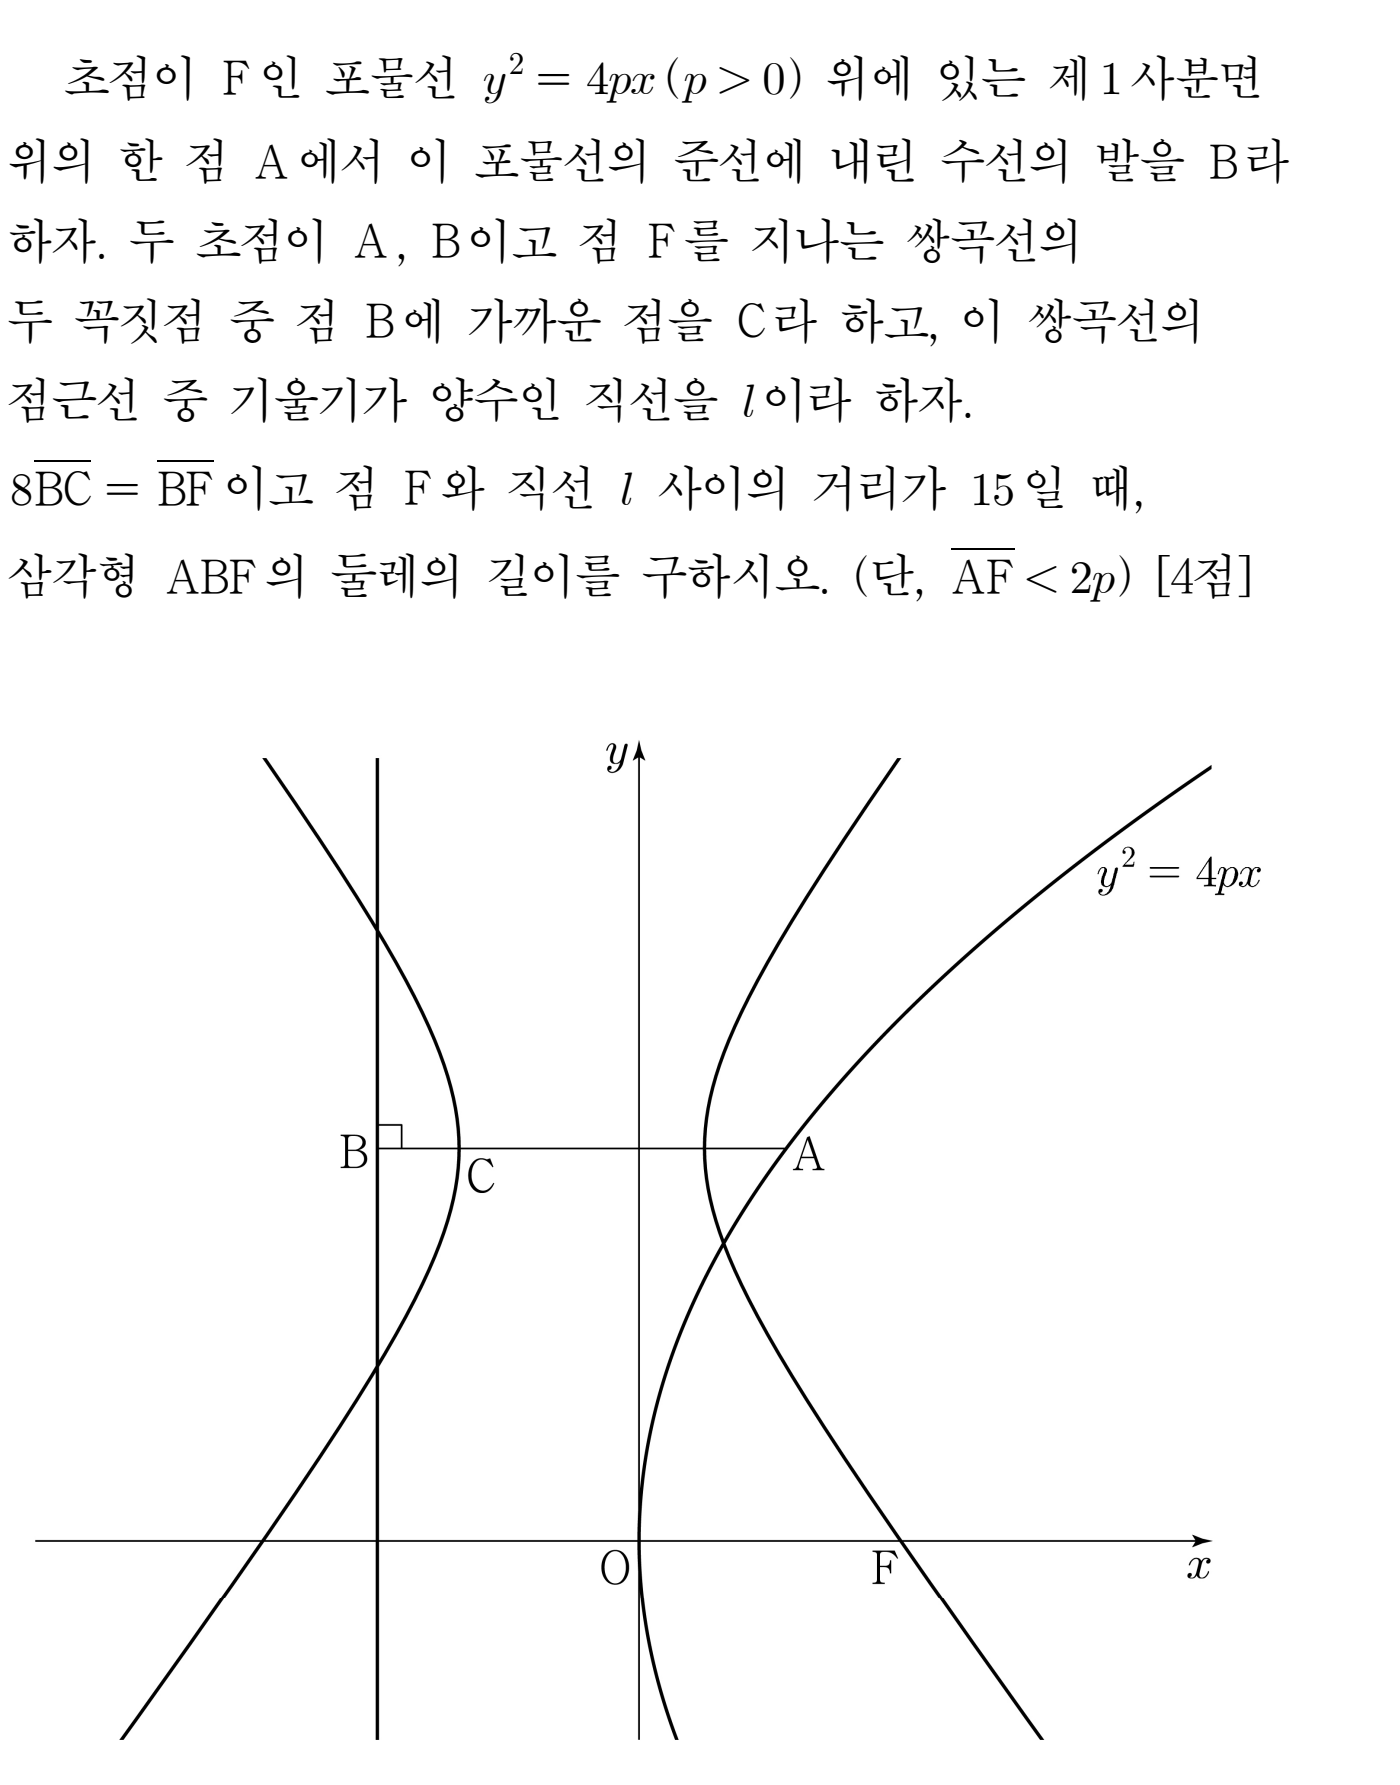 초점이 F인 포물선 y² = 4px (p > 0) 위에 있는 제1사분면
위의 한 점 A에서 이 포물선의 준선에 내린 수선의 발을 B라
하자. 두 초점이 A, B이고 점 F를 지나는 쌍곡선의
두 꼭짓점 중 점 B에 가까운 점을 C라 하고, 이 쌍곡선의
점근선 중 기울기가 양수인 직선을 l이라 하자.
8B̅C̅ = B̅F̅이고 점 F와 직선 l 사이의 거리가 15일 때,
삼각형 ABF의 둘레의 길이를 구하시오. (단, A̅F̅ < 2p) [4점]
y
y² = 4px
B
C
A
O
F
x